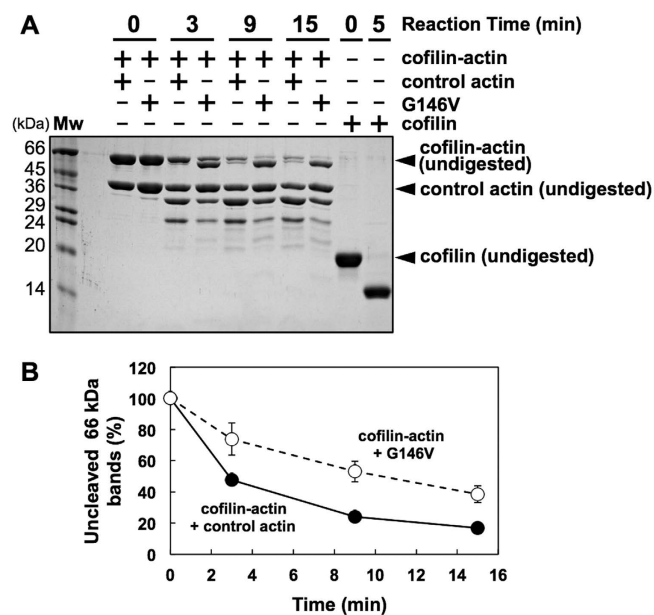 A
0 3 9 15 0 5 Reaction Time (min)
+ + + + + + + + – – cofilin-actin
+ – + – + – + – – – control actin
– + – + – + – + – – G146V
(kDa) Mw – – – – – – – – + + cofilin
66
45
36
29
24
20
14
cofilin-actin
(undigested)
control actin (undigested)
cofilin (undigested)
B
Uncleaved 66 kDa
bands (%)
120
100
80
60
40
20
0
cofilin-actin
+ G146V
cofilin-actin
+ control actin
0 2 4 6 8 10 12 14 16
Time (min)